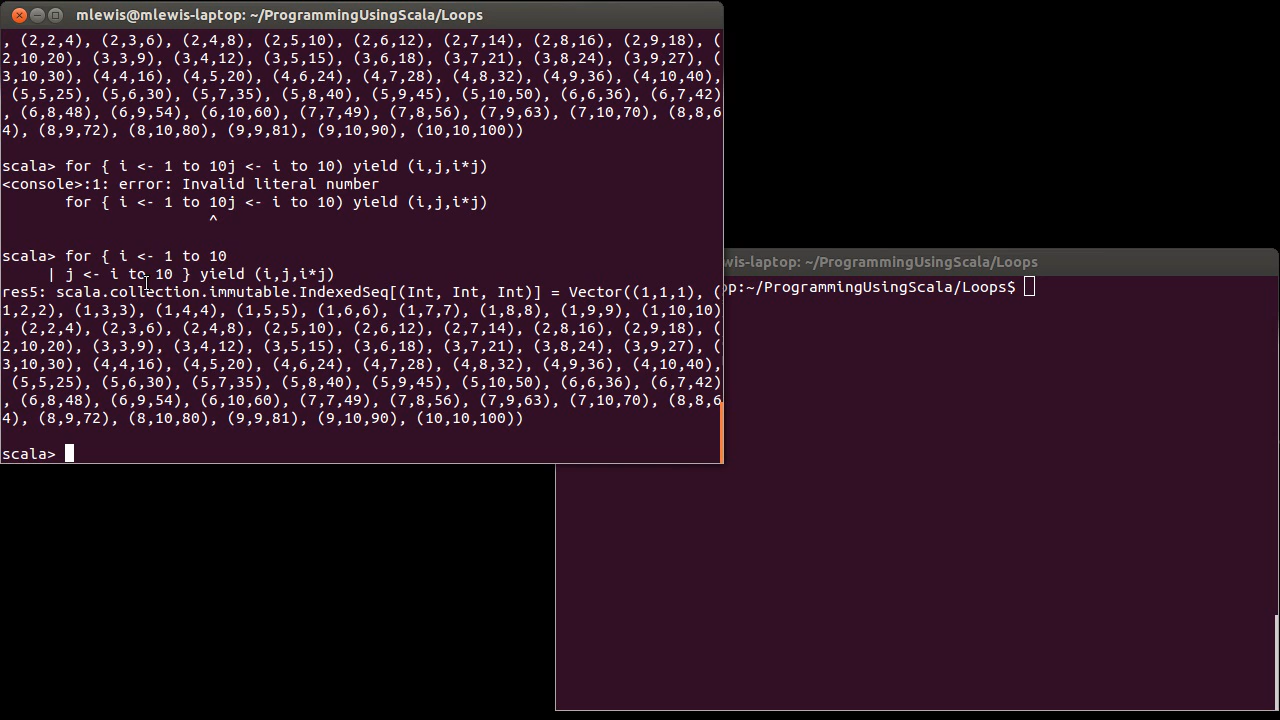 mlewis@mlewis-laptop: ~/ProgrammingUsingScala/Loops
, (2,2,4), (2,3,6), (2,4,8), (2,5,10), (2,6,12), (2,7,14), (2,8,16), (2,9,18), (
2,10,20), (3,3,9), (3,4,12), (3,5,15), (3,6,18), (3,7,21), (3,8,24), (3,9,27), (
3,10,30), (4,4,16), (4,5,20), (4,6,24), (4,7,28), (4,8,32), (4,9,36), (4,10,40),
(5,5,25), (5,6,30), (5,7,35), (5,8,40), (5,9,45), (5,10,50), (6,6,36), (6,7,42)
, (6,8,48), (6,9,54), (6,10,60), (7,7,49), (7,8,56), (7,9,63), (7,10,70), (8,8,6
4), (8,9,72), (8,10,80), (9,9,81), (9,10,90), (10,10,100))
scala> for { i <- 1 to 10j <- i to 10) yield (i,j,i*j)
<console>:1: error: Invalid literal number
for { i <- 1 to 10j <- i to 10) yield (i,j,i*j)
^
scala> for { i <- 1 to 10
| j <- i to 10 } yield (i,j,i*j)
res5: scala.collection.immutable.IndexedSeq[(Int, Int, Int)] = Vector((1,1,1), (
1,2,2), (1,3,3), (1,4,4), (1,5,5), (1,6,6), (1,7,7), (1,8,8), (1,9,9), (1,10,10)
, (2,2,4), (2,3,6), (2,4,8), (2,5,10), (2,6,12), (2,7,14), (2,8,16), (2,9,18), (
2,10,20), (3,3,9), (3,4,12), (3,5,15), (3,6,18), (3,7,21), (3,8,24), (3,9,27), (
3,10,30), (4,4,16), (4,5,20), (4,6,24), (4,7,28), (4,8,32), (4,9,36), (4,10,40),
(5,5,25), (5,6,30), (5,7,35), (5,8,40), (5,9,45), (5,10,50), (6,6,36), (6,7,42)
, (6,8,48), (6,9,54), (6,10,60), (7,7,49), (7,8,56), (7,9,63), (7,10,70), (8,8,6
4), (8,9,72), (8,10,80), (9,9,81), (9,10,90), (10,10,100))
scala>
wis-laptop: ~/ProgrammingUsingScala/Loops
op:~/ProgrammingUsingScala/Loops$